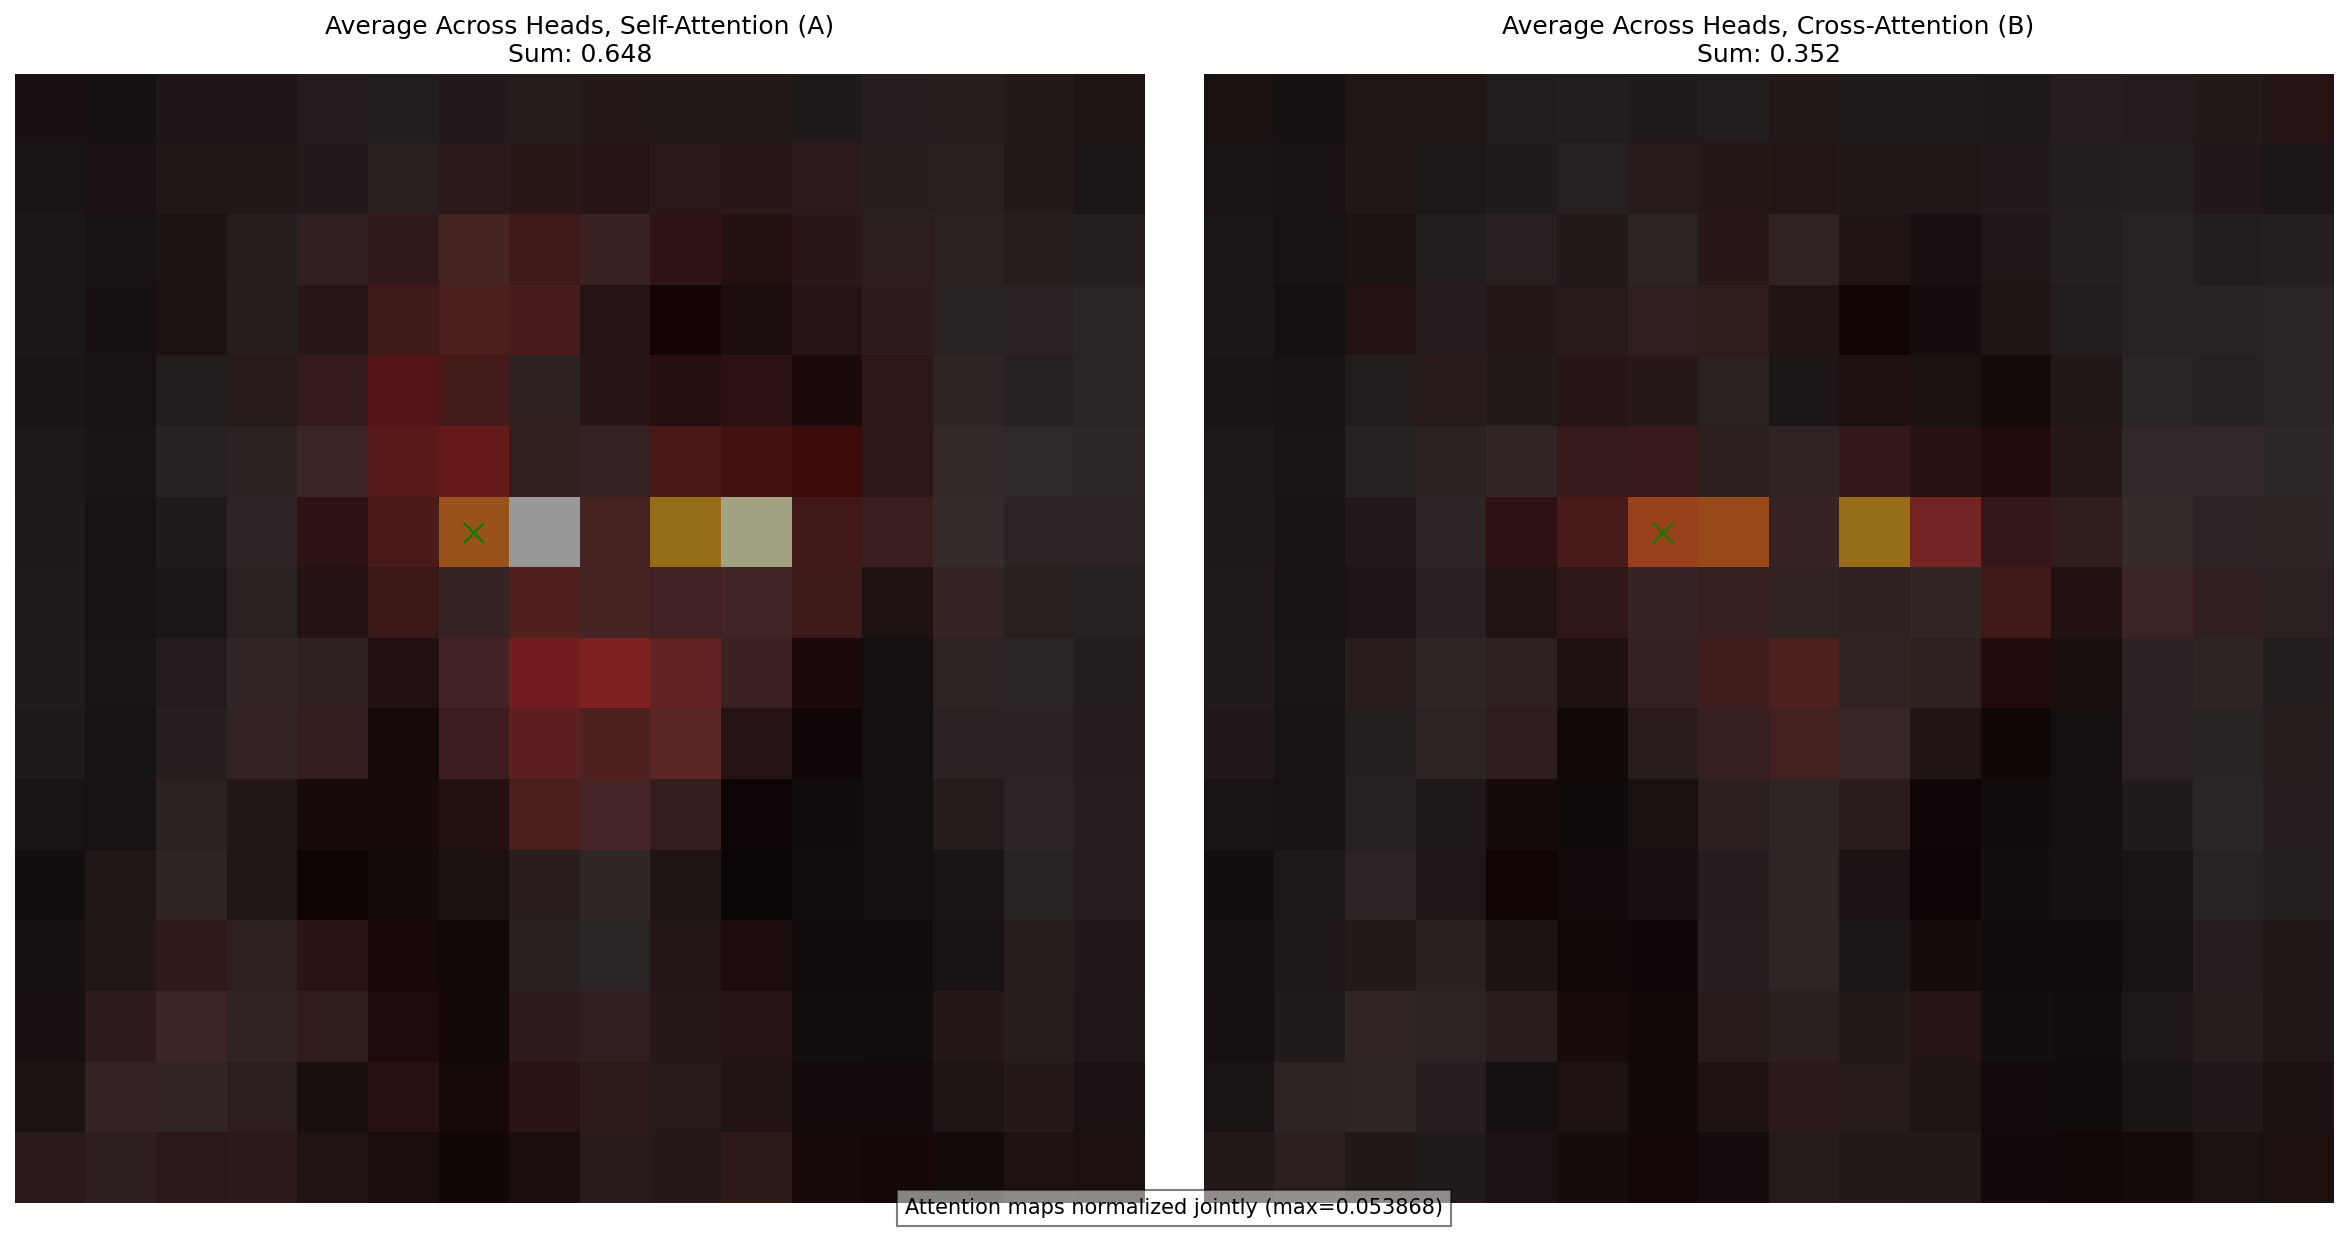 Average Across Heads, Self-Attention (A)
Sum: 0.648
Average Across Heads, Cross-Attention (B)
Sum: 0.352
Attention maps normalized jointly (max=0.053868)